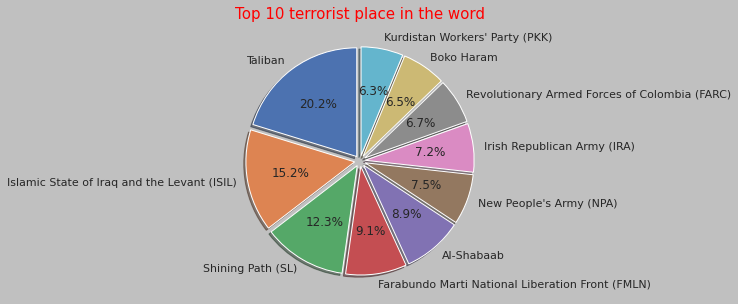 Top 10 terrorist place in the word
Kurdistan Workers' Party (PKK)
Boko Haram
Taliban
6.3%
6.5%
20.2%
Revolutionary Armed Forces of Colombia (FARC)
6.7%
Irish Republican Army (IRA)
7.2%
15.2%
Islamic State of Iraq and the Levant (ISIL)
7.5%
New People's Army (NPA)
8.9%
12.3%
9.1%
Al-Shabaab
Shining Path (SL)
Farabundo Marti National Liberation Front (FMLN)